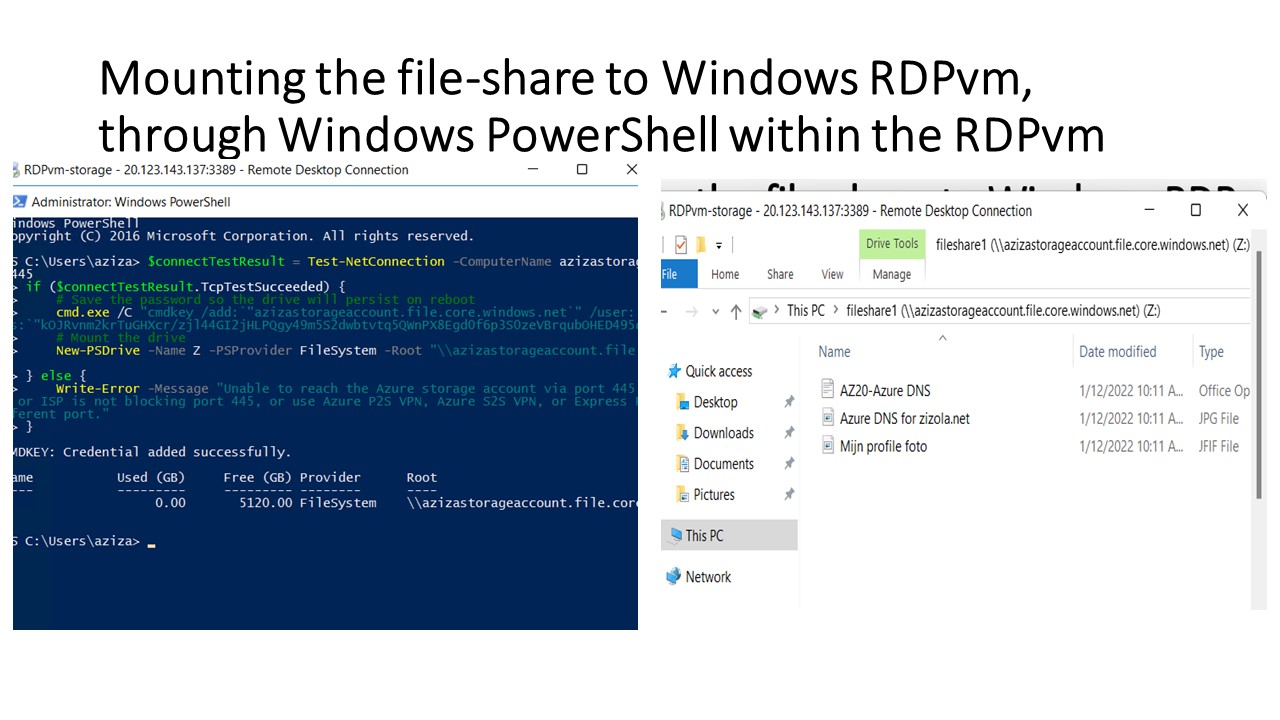 Mounting the file-share to Windows RDPvm,
through Windows PowerShell within the RDPvm
RDPvm-storage - 20.123.143.137:3389 - Remote Desktop Connection
Administrator: Windows PowerShell
indows PowerShell
opyright (C) 2016 Microsoft Corporation. All rights reserved.
S C:\Users\aziza> $connectTestResult = Test-NetConnection -ComputerName azizastorag
445
> if ($connectTestResult.TcpTestSucceeded) {
> # Save the password so the drive will persist on reboot
> cmd.exe /C "cmdkey /add:`"azizastorageaccount.file.core.windows.net`" /user:
> # Mount the drive
> New-PSDrive -Name Z -PSProvider FileSystem -Root "\\azizastorageaccount.file
> } else {
> Write-Error -Message "Unable to reach the Azure storage account via port 445
or ISP is not blocking port 445, or use Azure P2S VPN, Azure S2S VPN, or Express
ferent port."
> }
MDKEY: Credential added successfully.
ame Used (GB) Free (GB) Provider Root
--- --------- --------- -------- ----
0.00 5120.00 FileSystem \\azizastorageaccount.file.core
S C:\Users\aziza>
RDPvm-storage - 20.123.143.137:3389 - Remote Desktop Connection
Drive Tools fileshare1 (\\azizastorageaccount.file.core.windows.net) (Z:)
File Home Share View Manage
This PC > fileshare1 (\\azizastorageaccount.file.core.windows.net) (Z:)
Name Date modified Type
Quick access
Desktop
Downloads
Documents
Pictures
This PC
Network
AZ20-Azure DNS 1/12/2022 10:11 A... Office Op
Azure DNS for zizola.net 1/12/2022 10:11 A... JPG File
Mijn profile foto 1/12/2022 10:11 A... JFIF File